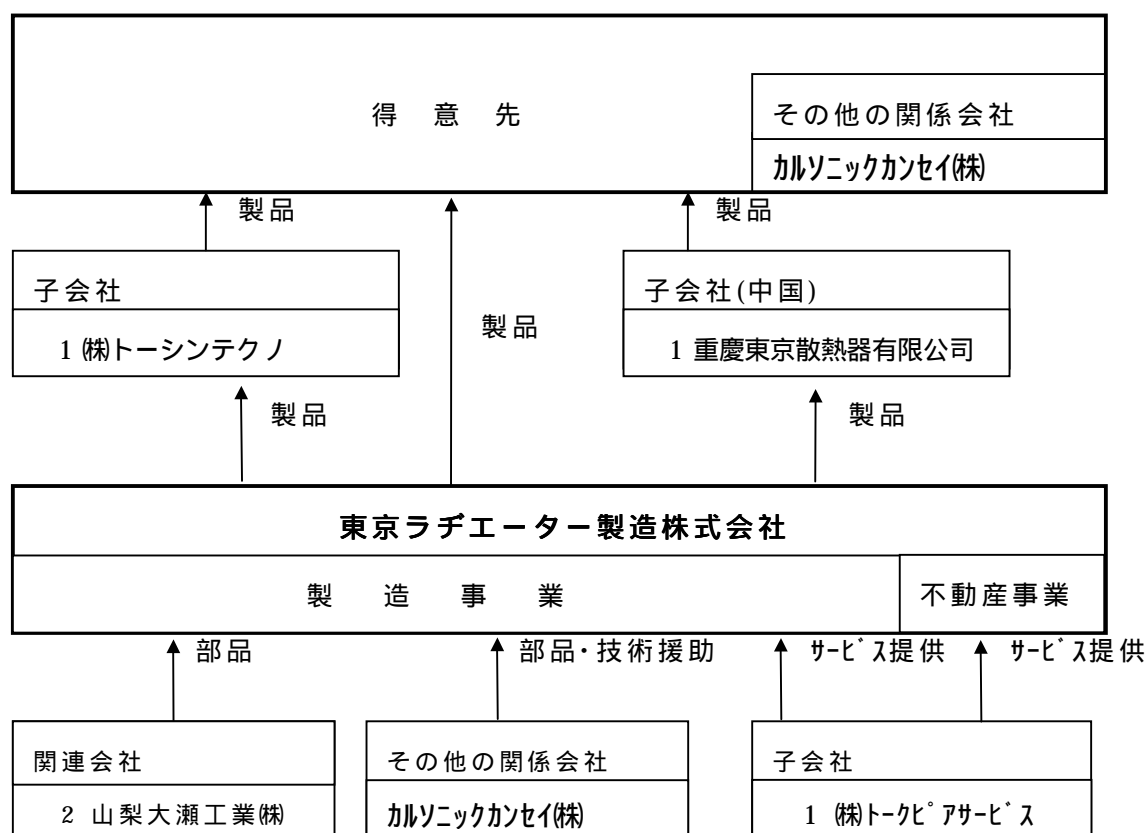 得意先
その他の関係会社
ｶﾙｿﾆｯｸｶﾝｾｲ㈱
製品
製品
子会社
1 ㈱トーシンテクノ
製品
子会社(中国)
1 重慶東京散熱器有限公司
製品
製品
東京ラヂエーター製造株式会社
製造事業
不動産事業
部品
部品・技術援助
ｻｰﾋﾞｽ提供
ｻｰﾋﾞｽ提供
関連会社
2 山梨大瀬工業㈱
その他の関係会社
ｶﾙｿﾆｯｸｶﾝｾｲ㈱
子会社
1 ㈱ﾄｰｸﾋﾟｱｻｰﾋﾞｽ